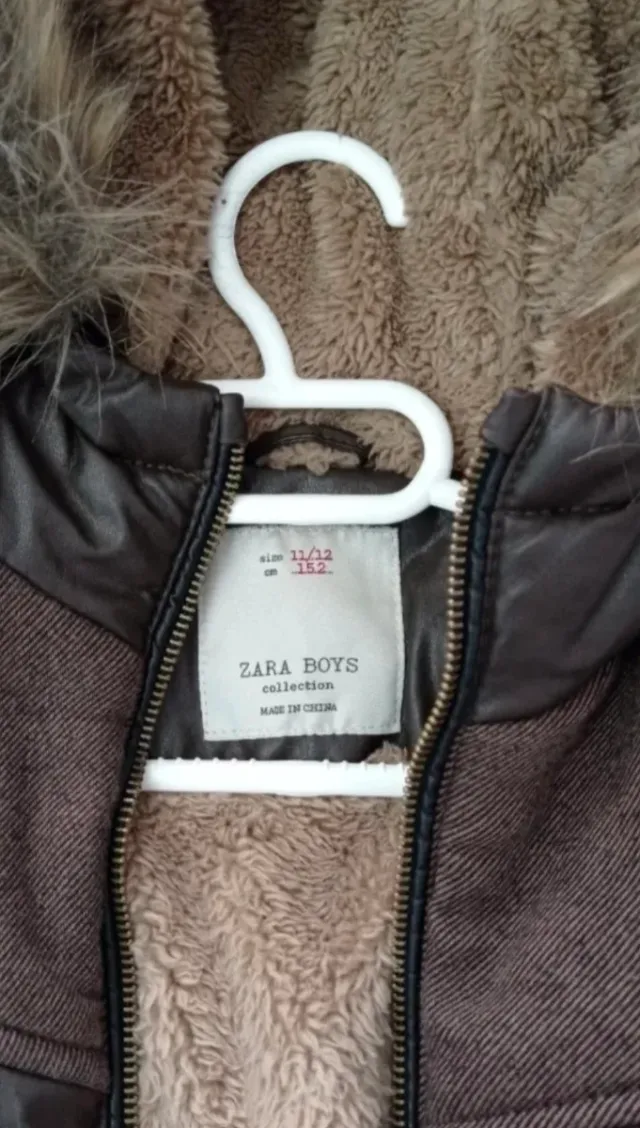 size 11/12
cm 152
ZARA BOYS
collection
MADE IN CHINA